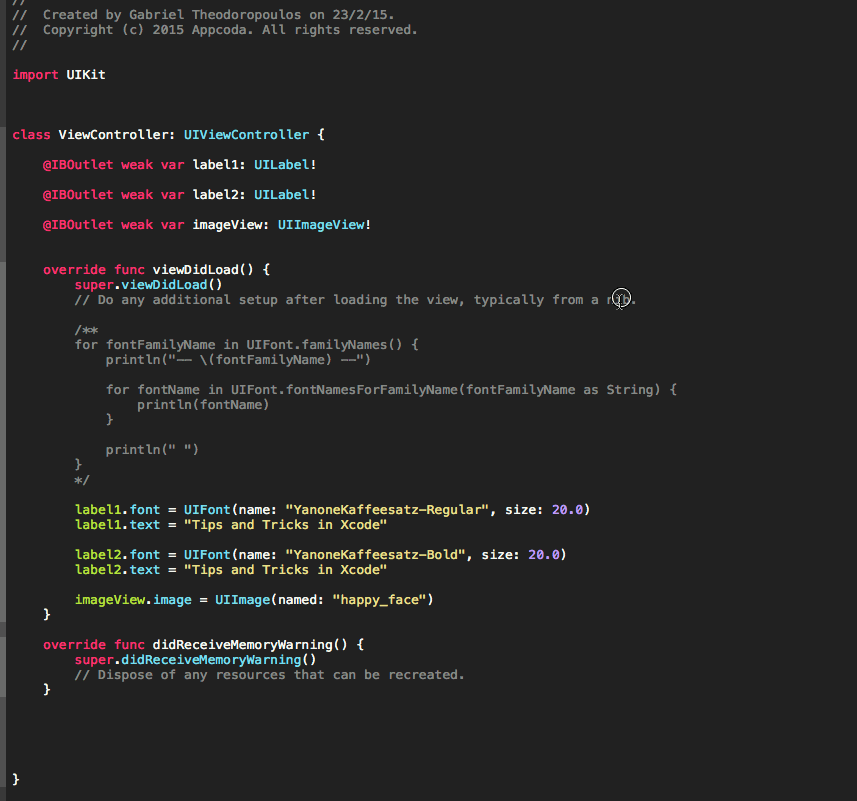 //
//  Created by Gabriel Theodoropoulos on 23/2/15.
//  Copyright (c) 2015 Appcoda. All rights reserved.
//
import UIKit
class ViewController: UIViewController {
    @IBOutlet weak var label1: UILabel!
    @IBOutlet weak var label2: UILabel!
    @IBOutlet weak var imageView: UIImageView!
    override func viewDidLoad() {
        super.viewDidLoad()
        // Do any additional setup after loading the view, typically from a
        /**
        for fontFamilyName in UIFont.familyNames() {
            println("–– \(fontFamilyName) ––")
            for fontName in UIFont.fontNamesForFamilyName(fontFamilyName as String) {
                println(fontName)
            }
            println(" ")
        }
        */
        label1.font = UIFont(name: "YanoneKaffeesatz-Regular", size: 20.0)
        label1.text = "Tips and Tricks in Xcode"
        label2.font = UIFont(name: "YanoneKaffeesatz-Bold", size: 20.0)
        label2.text = "Tips and Tricks in Xcode"
        imageView.image = UIImage(named: "happy_face")
    }
    override func didReceiveMemoryWarning() {
        super.didReceiveMemoryWarning()
        // Dispose of any resources that can be recreated.
    }
}